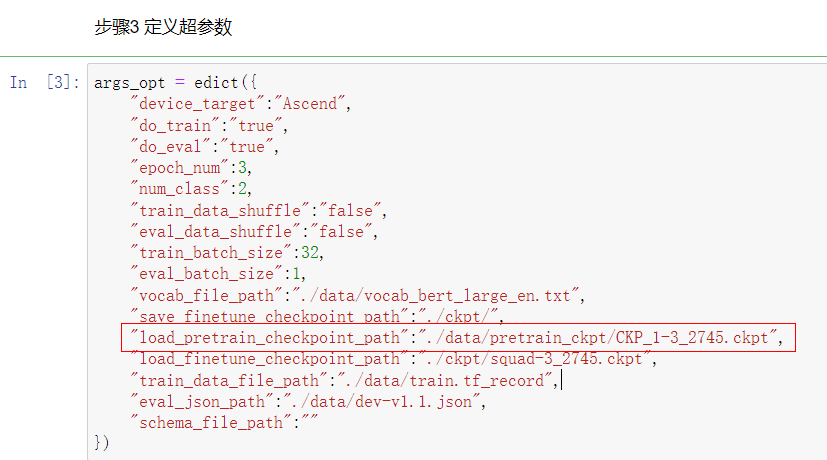 步骤3 定义超参数
In [3]: args_opt = edict({
"device_target":"Ascend",
"do_train":"true",
"do_eval":"true",
"epoch_num":3,
"num_class":2,
"train_data_shuffle":"false",
"eval_data_shuffle":"false",
"train_batch_size":32,
"eval_batch_size":1,
"vocab_file_path":"./data/vocab_bert_large_en.txt",
"save_finetune_checkpoint_path":"./ckpt/",
"load_pretrain_checkpoint_path":"./data/pretrain_ckpt/CKP_1-3_2745.ckpt",
"load_finetune_checkpoint_path":"./ckpt/squad-3_2745.ckpt",
"train_data_file_path":"./data/train.tf_record",
"eval_json_path":"./data/dev-v1.1.json",
"schema_file_path":""
})